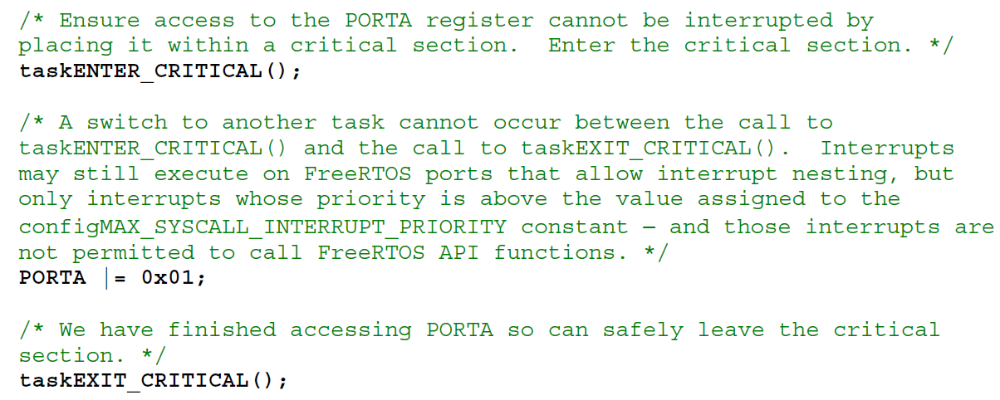 /* Ensure access to the PORTA register cannot be interrupted by
placing it within a critical section.  Enter the critical section. */
taskENTER_CRITICAL();
/* A switch to another task cannot occur between the call to
taskENTER_CRITICAL() and the call to taskEXIT_CRITICAL().  Interrupts
may still execute on FreeRTOS ports that allow interrupt nesting, but
only interrupts whose priority is above the value assigned to the
configMAX_SYSCALL_INTERRUPT_PRIORITY constant – and those interrupts are
not permitted to call FreeRTOS API functions. */
PORTA |= 0x01;
/* We have finished accessing PORTA so can safely leave the critical
section. */
taskEXIT_CRITICAL();